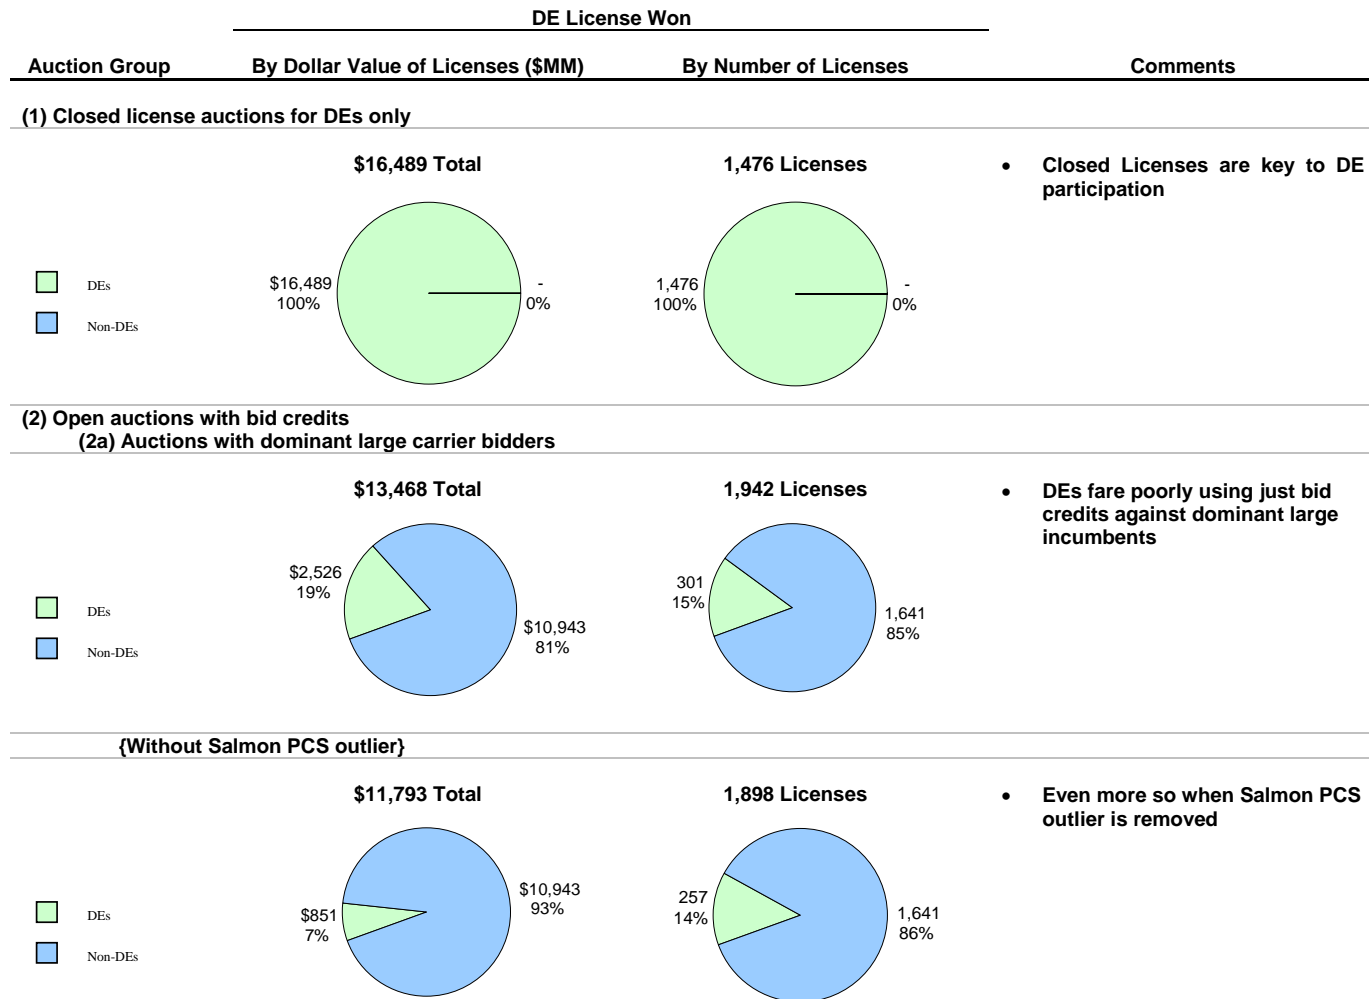 DE License Won
Auction Group By Dollar Value of Licenses ($MM) By Number of Licenses Comments
(1) Closed license auctions for DEs only
$16,489 Total 1,476 Licenses • Closed Licenses are key to DE
participation
DEs
Non-DEs
$16,489
100%
-
0%
1,476
100%
-
0%
(2) Open auctions with bid credits
(2a) Auctions with dominant large carrier bidders
$13,468 Total 1,942 Licenses • DEs fare poorly using just bid
credits against dominant large
incumbents
DEs
Non-DEs
$2,526
19%
$10,943
81%
301
15%
1,641
85%
{Without Salmon PCS outlier}
$11,793 Total 1,898 Licenses • Even more so when Salmon PCS
outlier is removed
DEs
Non-DEs
$851
7%
$10,943
93%
257
14%
1,641
86%